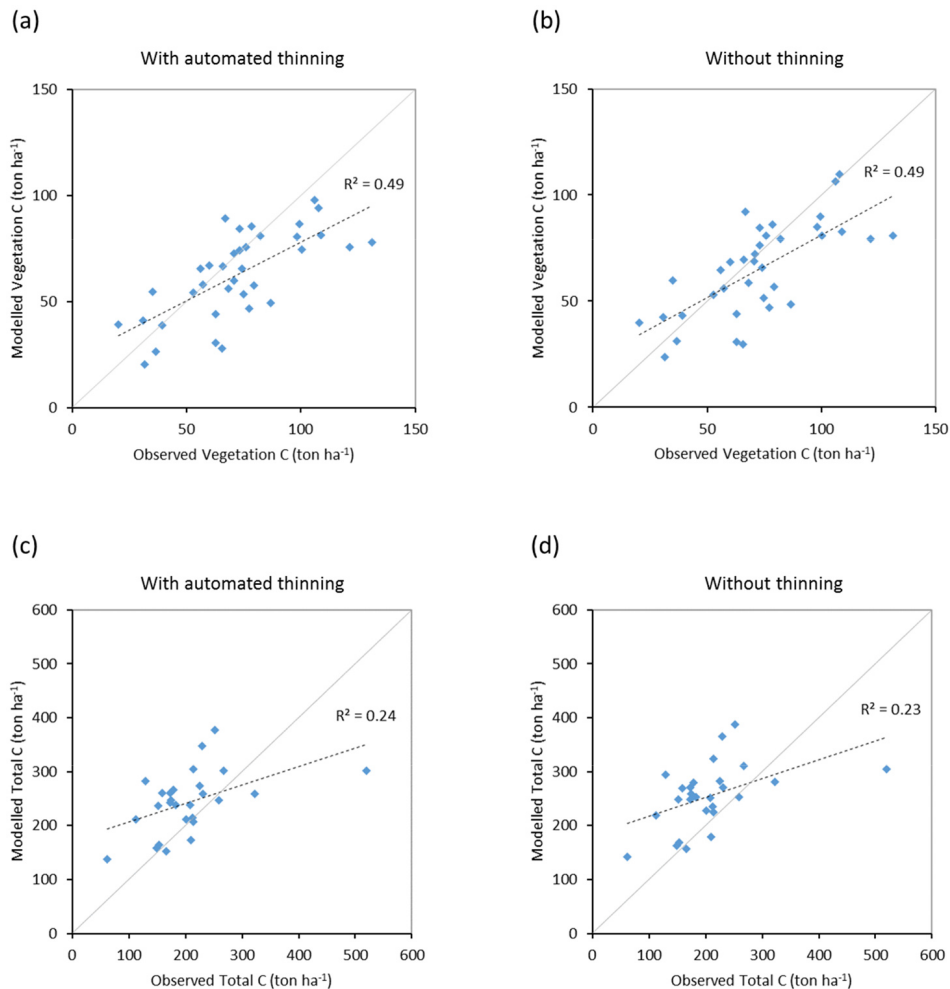 (a)
With automated thinning
150
100
50
0
0 50 100 150
Modelled Vegetation C (ton ha⁻¹)
R² = 0.49
Observed Vegetation C (ton ha⁻¹)
(b)
Without thinning
150
100
50
0
0 50 100 150
Modelled Vegetation C (ton ha⁻¹)
R² = 0.49
Observed Vegetation C (ton ha⁻¹)
(c)
With automated thinning
600
500
400
300
200
100
0
0 100 200 300 400 500 600
Modelled Total C (ton ha⁻¹)
R² = 0.24
Observed Total C (ton ha⁻¹)
(d)
Without thinning
600
500
400
300
200
100
0
0 100 200 300 400 500 600
Modelled Total C (ton ha⁻¹)
R² = 0.23
Observed Total C (ton ha⁻¹)